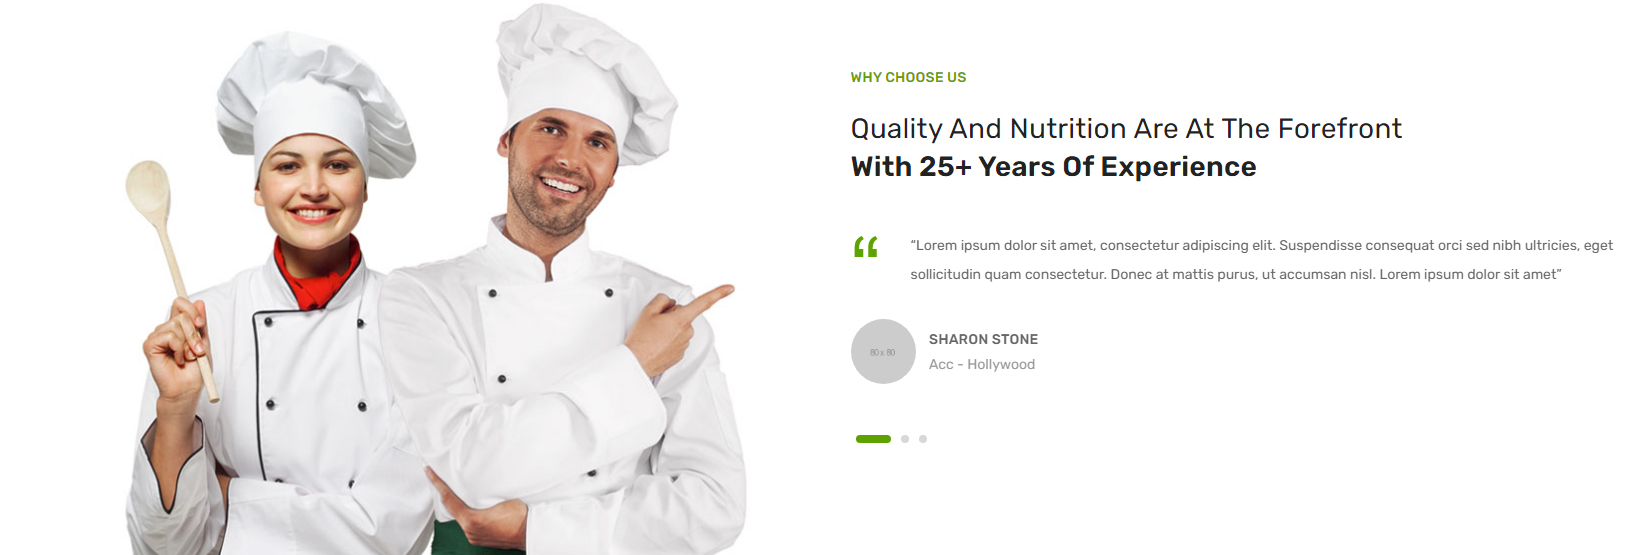 WHY CHOOSE US
Quality And Nutrition Are At The Forefront
With 25+ Years Of Experience
“Lorem ipsum dolor sit amet, consectetur adipiscing elit. Suspendisse consequat orci sed nibh ultricies, eget
sollicitudin quam consectetur. Donec at mattis purus, ut accumsan nisl. Lorem ipsum dolor sit amet”
80 x 80
SHARON STONE
Acc - Hollywood